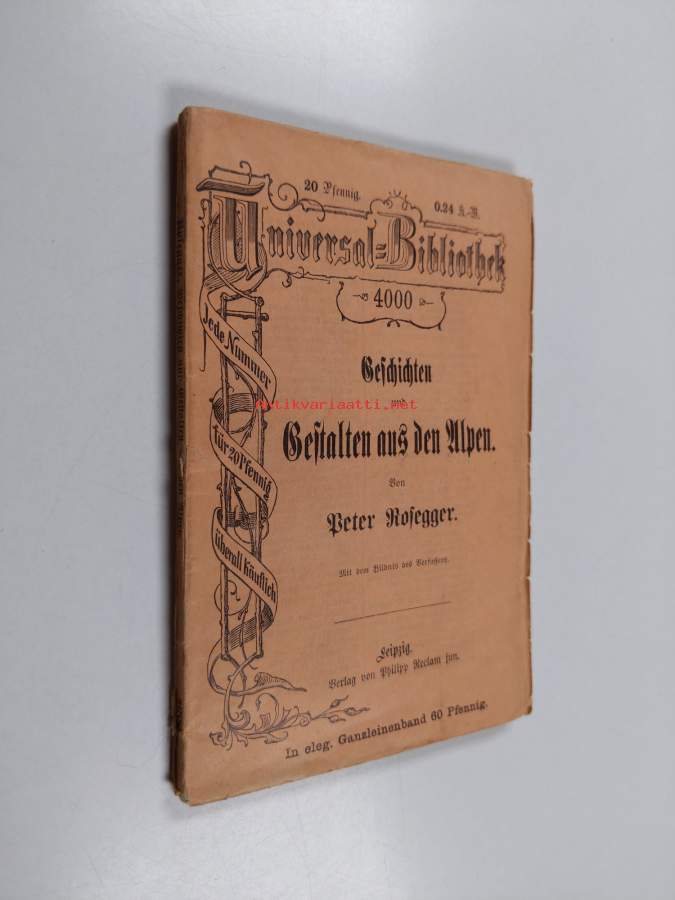 20 Pfennig. 0.24 ö.-W.
Universal=Bibliothek
4000
Jede Nummer
für 20 Pfennig
überall käuflich
Geschichten
und
antikvariaatti.net
Gestalten aus den Alpen.
Von
Peter Rosegger.
Mit dem Bildnis des Verfassers.
Leipzig.
Verlag von Philipp Reclam jun.
In eleg. Ganzleinenband 60 Pfennig.